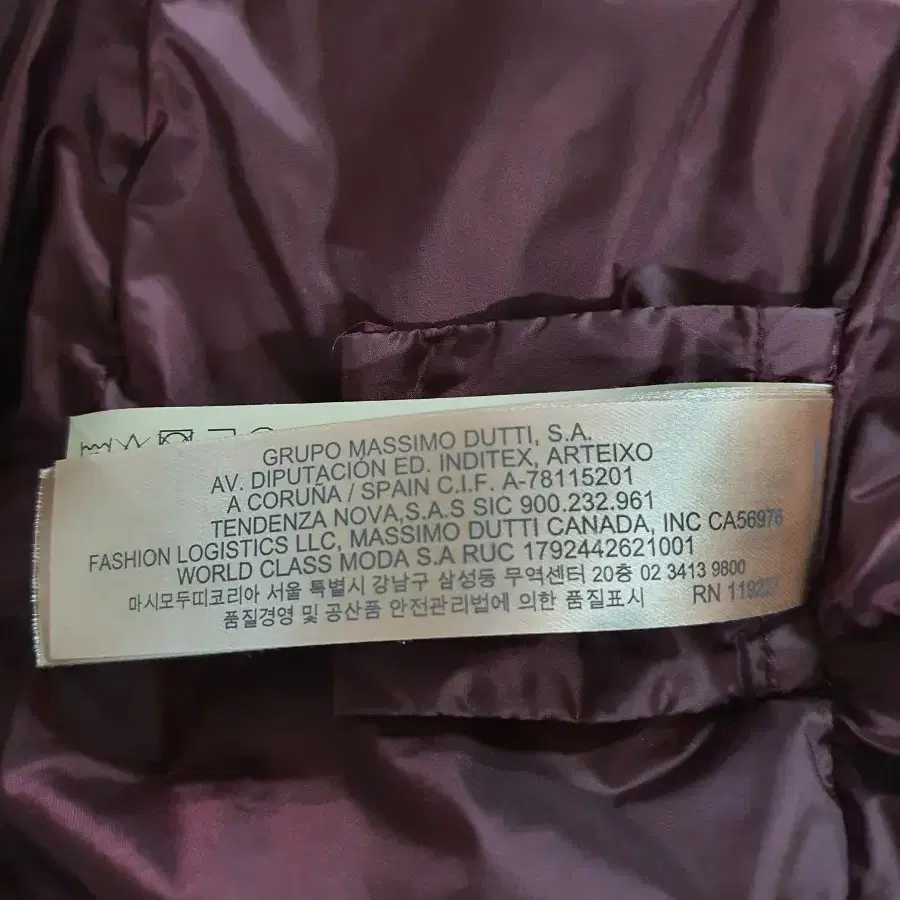 GRUPO MASSIMO DUTTI, S.A.
AV. DIPUTACIÓN ED. INDITEX, ARTEIXO
A CORUÑA / SPAIN C.I.F. A-78115201
TENDENZA NOVA,S.A.S SIC 900.232.961
FASHION LOGISTICS LLC, MASSIMO DUTTI CANADA, INC CA56976
WORLD CLASS MODA S.A RUC 1792442621001
마시모두띠코리아 서울 특별시 강남구 삼성동 무역센터 20층 02 3413 9800
품질경영 및 공산품 안전관리법에 의한 품질표시 RN